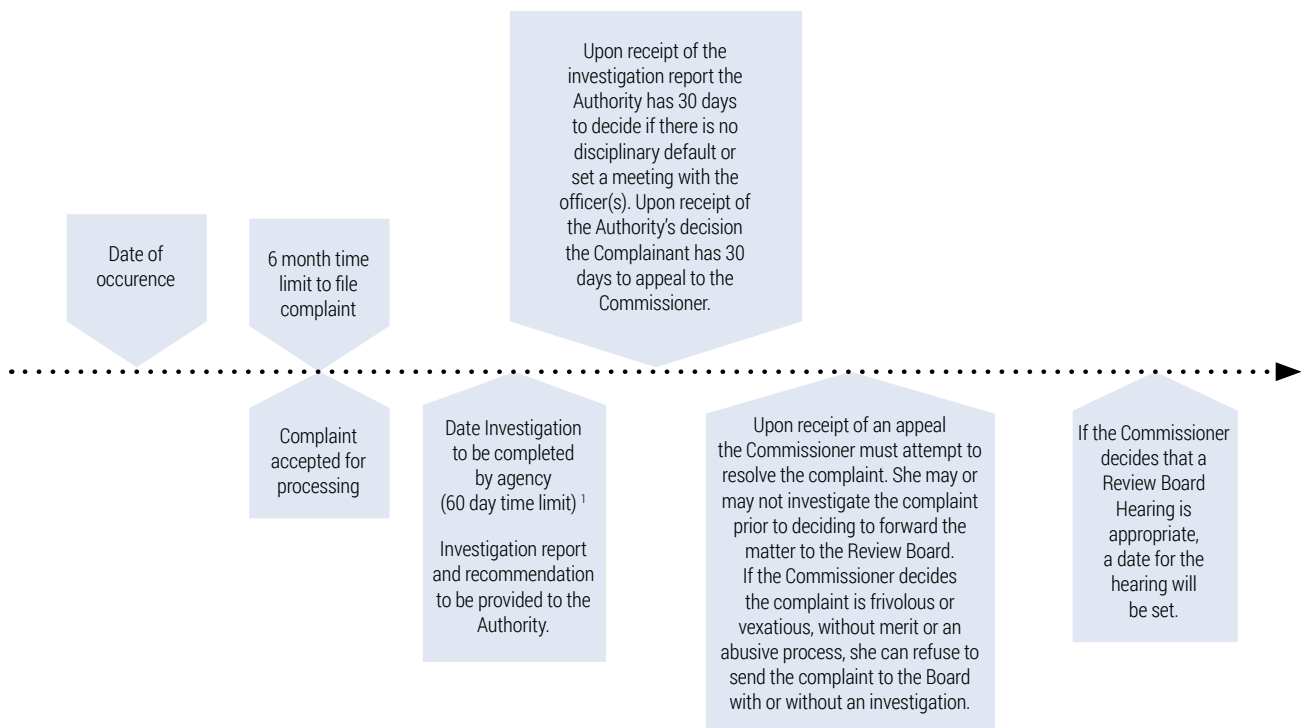 Date of
occurence
6 month time
limit to file
complaint
Complaint
accepted for
processing
Date Investigation
to be completed
by agency
(60 day time limit) 1
Investigation report
and recommendation
to be provided to the
Authority.
Upon receipt of the
investigation report the
Authority has 30 days
to decide if there is no
disciplinary default or
set a meeting with the
officer(s). Upon receipt of
the Authority’s decision
the Complainant has 30
days to appeal to the
Commissioner.
Upon receipt of an appeal
the Commissioner must attempt to
resolve the complaint. She may or
may not investigate the complaint
prior to deciding to forward the
matter to the Review Board.
If the Commissioner decides
the complaint is frivolous or
vexatious, without merit or an
abusive process, she can refuse to
send the complaint to the Board
with or without an investigation.
If the Commissioner
decides that a
Review Board
Hearing is
appropriate,
a date for the
hearing will
be set.